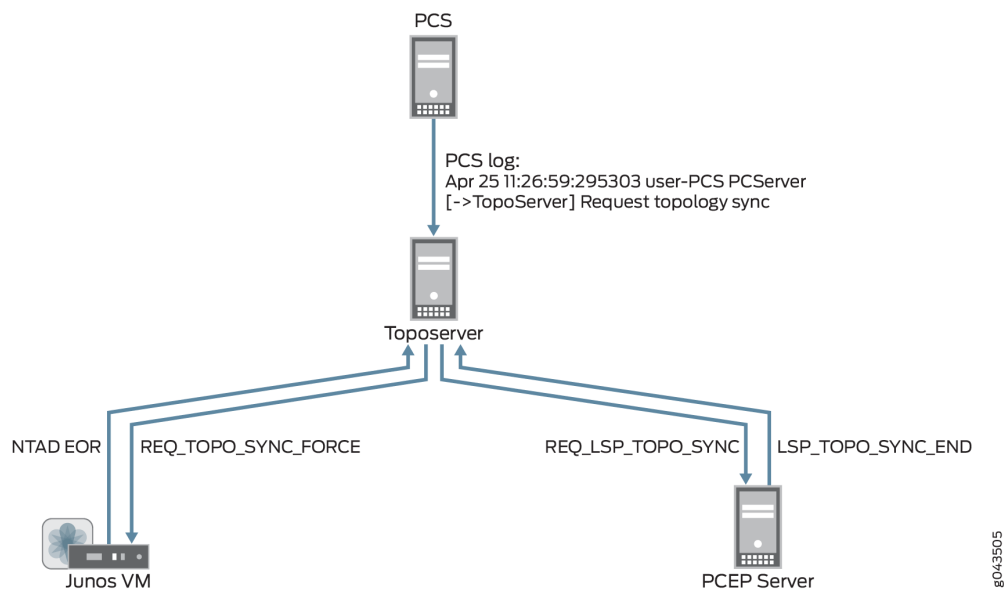 PCS
PCS log:
Apr 25 11:26:59:295303 user-PCS PCServer
[->TopoServer] Request topology sync
Toposerver
NTAD EOR
REQ_TOPO_SYNC_FORCE
REQ_LSP_TOPO_SYNC
LSP_TOPO_SYNC_END
Junos VM
PCEP Server
g043505